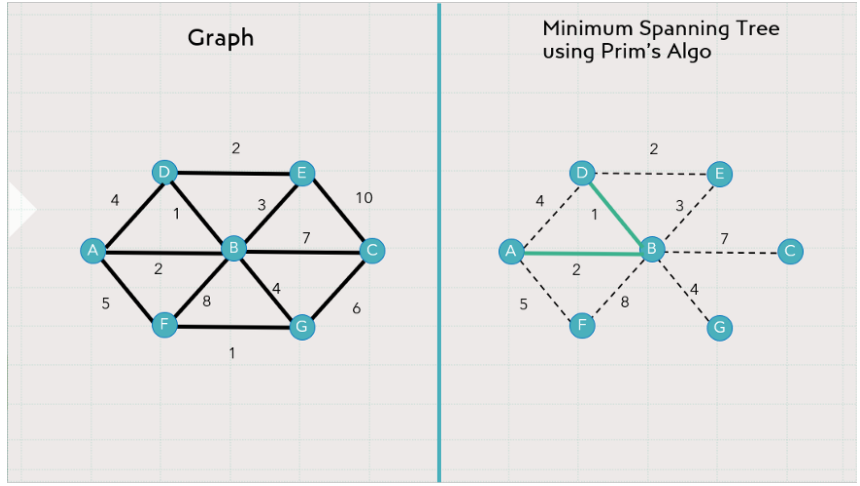 Graph
Minimum Spanning Tree
using Prim's Algo
2
D
E
4
1
3
10
A
B
7
C
2
5
8
4
6
F
G
1
2
D
E
4
1
3
A
B
7
C
2
5
8
4
F
G